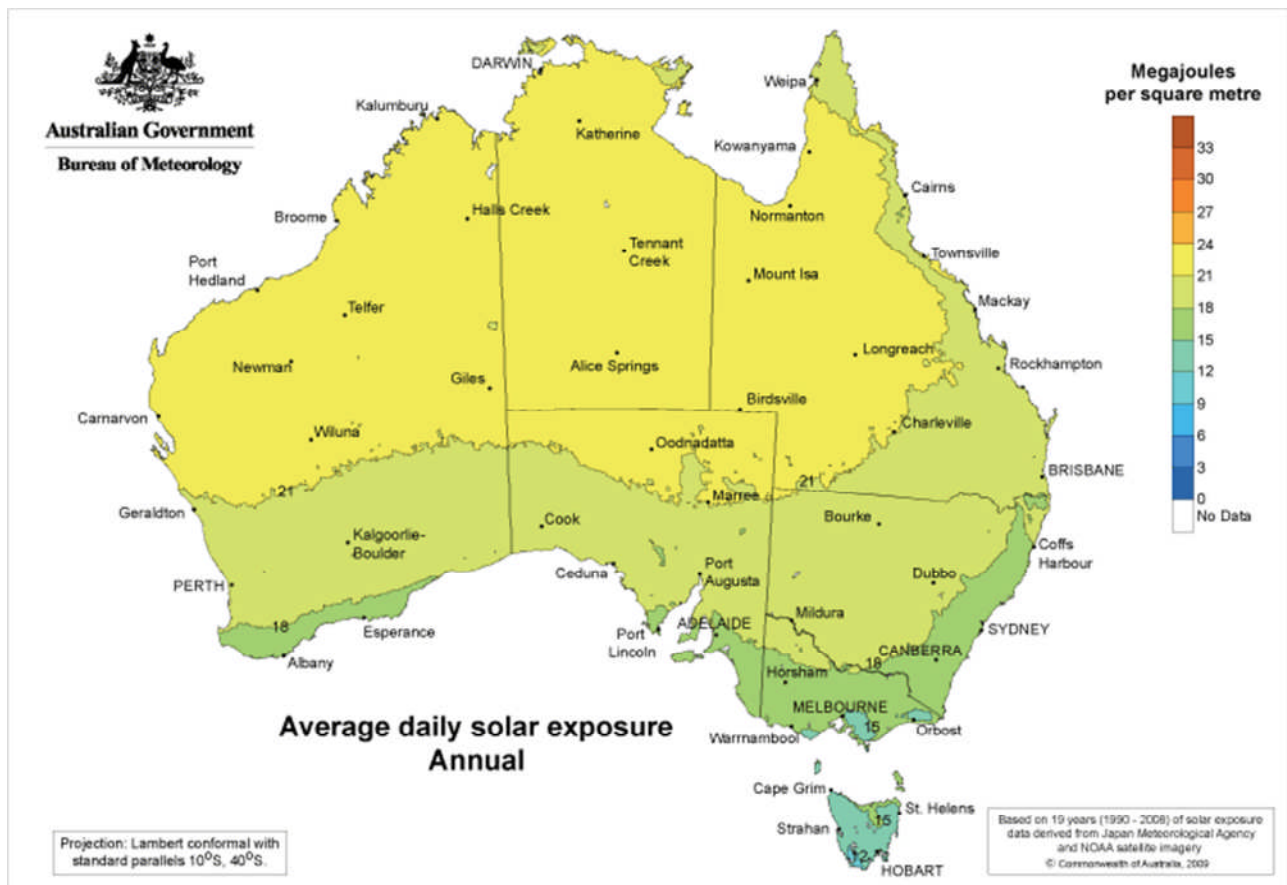 Australian Government
Bureau of Meteorology
DARWIN
Kalumburu
Katherine
Weipa
Kowanyama
Cairns
Broome
Halls Creek
Normanton
Tennant
Creek
Townsville
Port
Hedland
Mount Isa
Telfer
Mackay
Newman
Giles
Alice Springs
Longreach
Rockhampton
Carnarvon
Birdsville
Wiluna
Oodnadatta
Charleville
21
21
BRISBANE
Geraldton
Marree
Cook
Bourke
Kalgoorlie-
Boulder
Coffs
Harbour
PERTH
Ceduna
Port
Augusta
Dubbo
18
Esperance
Mildura
ADELAIDE
SYDNEY
Albany
Port
Lincoln
CANBERRA
18
Horsham
MELBOURNE
15
Warrnambool
Orbost
Cape Grim
St. Helens
Strahan
15
12
HOBART
Megajoules
per square metre
33
30
27
24
21
18
15
12
9
6
3
0
No Data
Average daily solar exposure
Annual
Projection: Lambert conformal with
standard parallels 10⁰S, 40⁰S.
Based on 19 years (1990 - 2008) of solar exposure
data derived from Japan Meteorological Agency
and NOAA satellite imagery
© Commonwealth of Australia, 2009